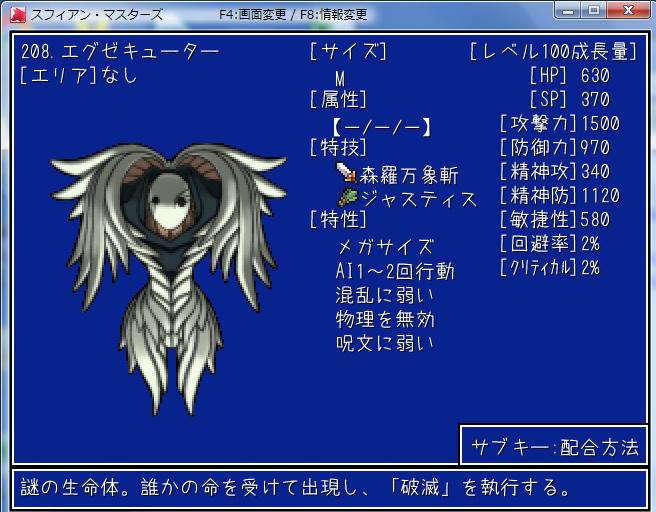 スフィアン・マスターズ F4:画面変更 / F8:情報変更
208.エグゼキューター
[エリア]なし
[サイズ]
M
[属性]
【ー/ー/ー】
[特技]
森羅万象斬
ジャスティス
[特性]
メガサイズ
AI1〜2回行動
混乱に弱い
物理を無効
呪文に弱い
[レベル100成長量]
[HP] 630
[SP] 370
[攻撃力]1500
[防御力]970
[精神攻]340
[精神防]1120
[敏捷性]580
[回避率]2%
[クリティカル]2%
サブキー:配合方法
謎の生命体。誰かの命を受けて出現し、「破滅」を執行する。